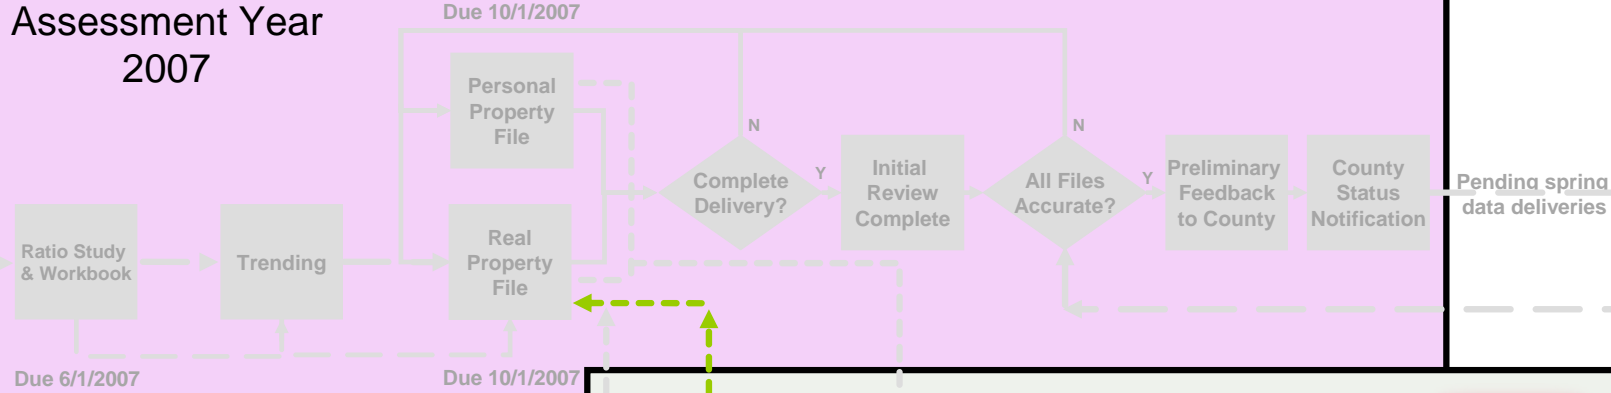 Assessment Year
2007
Due 10/1/2007
Personal
Property
File
N
N
Complete
Delivery?
Y
Initial
Review
Complete
All Files
Accurate?
Y
Preliminary
Feedback
to County
County
Status
Notification
Pending spring
data deliveries
Ratio Study
& Workbook
Trending
Real
Property
File
Due 6/1/2007
Due 10/1/2007